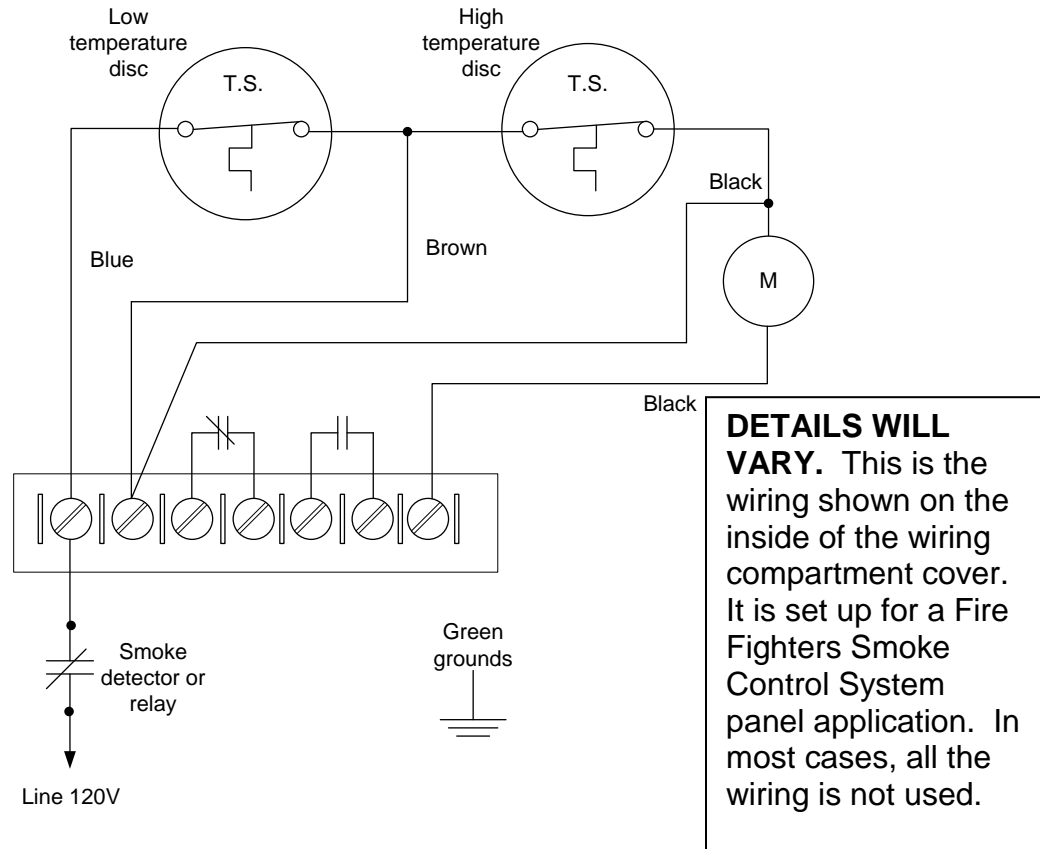 Low
temperature
disc
High
temperature
disc
T.S.
T.S.
Black
Blue
Brown
M
Black
DETAILS WILL
VARY. This is the
wiring shown on the
inside of the wiring
compartment cover.
It is set up for a Fire
Fighters Smoke
Control System
panel application. In
most cases, all the
wiring is not used.
Smoke
detector or
relay
Green
grounds
Line 120V